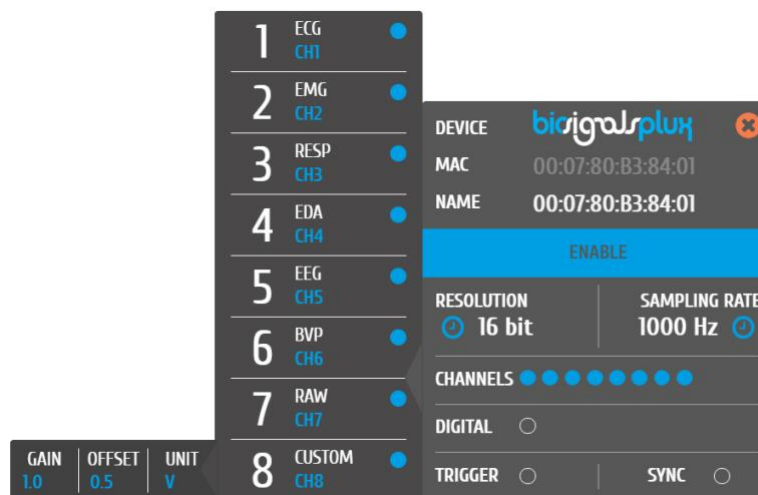 1 ECG
CH1
2 EMG
CH2
3 RESP
CH3
4 EDA
CH4
5 EEG
CH5
6 BVP
CH6
7 RAW
CH7
8 CUSTOM
CH8
GAIN OFFSET UNIT
1.0 0.5 V
DEVICE biosignalsplux
MAC 00:07:80:B3:84:01
NAME 00:07:80:B3:84:01
ENABLE
RESOLUTION SAMPLING RATE
16 bit 1000 Hz
CHANNELS
DIGITAL
TRIGGER SYNC